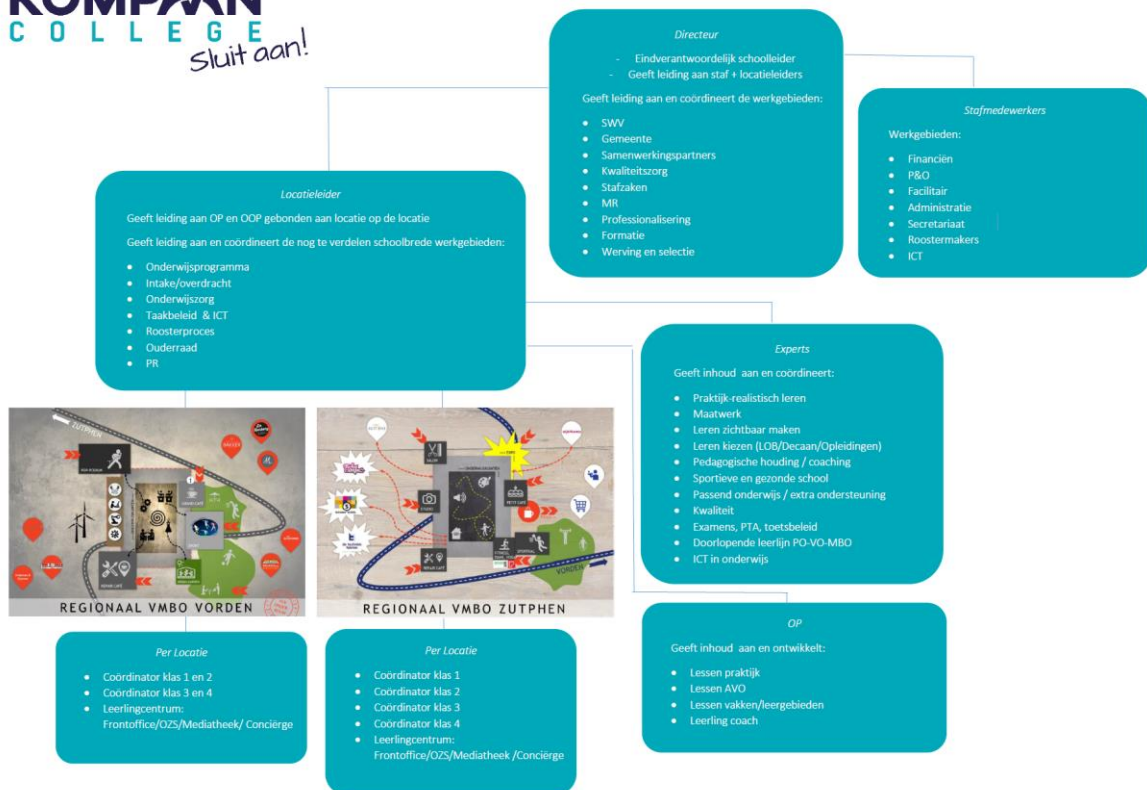 KOMPAAN
COLLEGE
Sluit aan!
Directeur
- Eindverantwoordelijk schoolleider
- Geeft leiding aan staf + locatieleiders
Geeft leiding aan en coördineert de werkgebieden:
• SWV
• Gemeente
• Samenwerkingspartners
• Kwaliteitszorg
• Stafzaken
• MR
• Professionalisering
• Formatie
• Werving en selectie
Stafmedewerkers
Werkgebieden:
• Financiën
• P&O
• Facilitair
• Administratie
• Secretariaat
• Roostermakers
• ICT
Locatieleider
Geeft leiding aan OP en OOP gebonden aan locatie op de locatie
Geeft leiding aan en coördineert de nog te verdelen schoolbrede werkgebieden:
• Onderwijsprogramma
• Intake/overdracht
• Onderwijszorg
• Taakbeleid & ICT
• Roosterproces
• Ouderraad
• PR
Experts
Geeft inhoud aan en coördineert:
• Praktijk-realistisch leren
• Maatwerk
• Leren zichtbaar maken
• Leren kiezen (LOB/Decaan/Opleidingen)
• Pedagogische houding / coaching
• Sportieve en gezonde school
• Passend onderwijs / extra ondersteuning
• Kwaliteit
• Examens, PTA, toetsbeleid
• Doorlopende leerlijn PO-VO-MBO
• ICT in onderwijs
ZUTPHEN
REPAIR CAFÉ
REGIONAAL VMBO VORDEN
SALON
STUDIO
PETIT CAFÉ
REPAIR CAFÉ
VORDEN
REGIONAAL VMBO ZUTPHEN
Per Locatie
• Coördinator klas 1 en 2
• Coördinator klas 3 en 4
• Leerlingcentrum:
Frontoffice/OZS/Mediatheek/ Conciërge
Per Locatie
• Coördinator klas 1
• Coördinator klas 2
• Coördinator klas 3
• Coördinator klas 4
• Leerlingcentrum:
Frontoffice/OZS/Mediatheek /Conciërge
OP
Geeft inhoud aan en ontwikkelt:
• Lessen praktijk
• Lessen AVO
• Lessen vakken/leergebieden
• Leerling coach